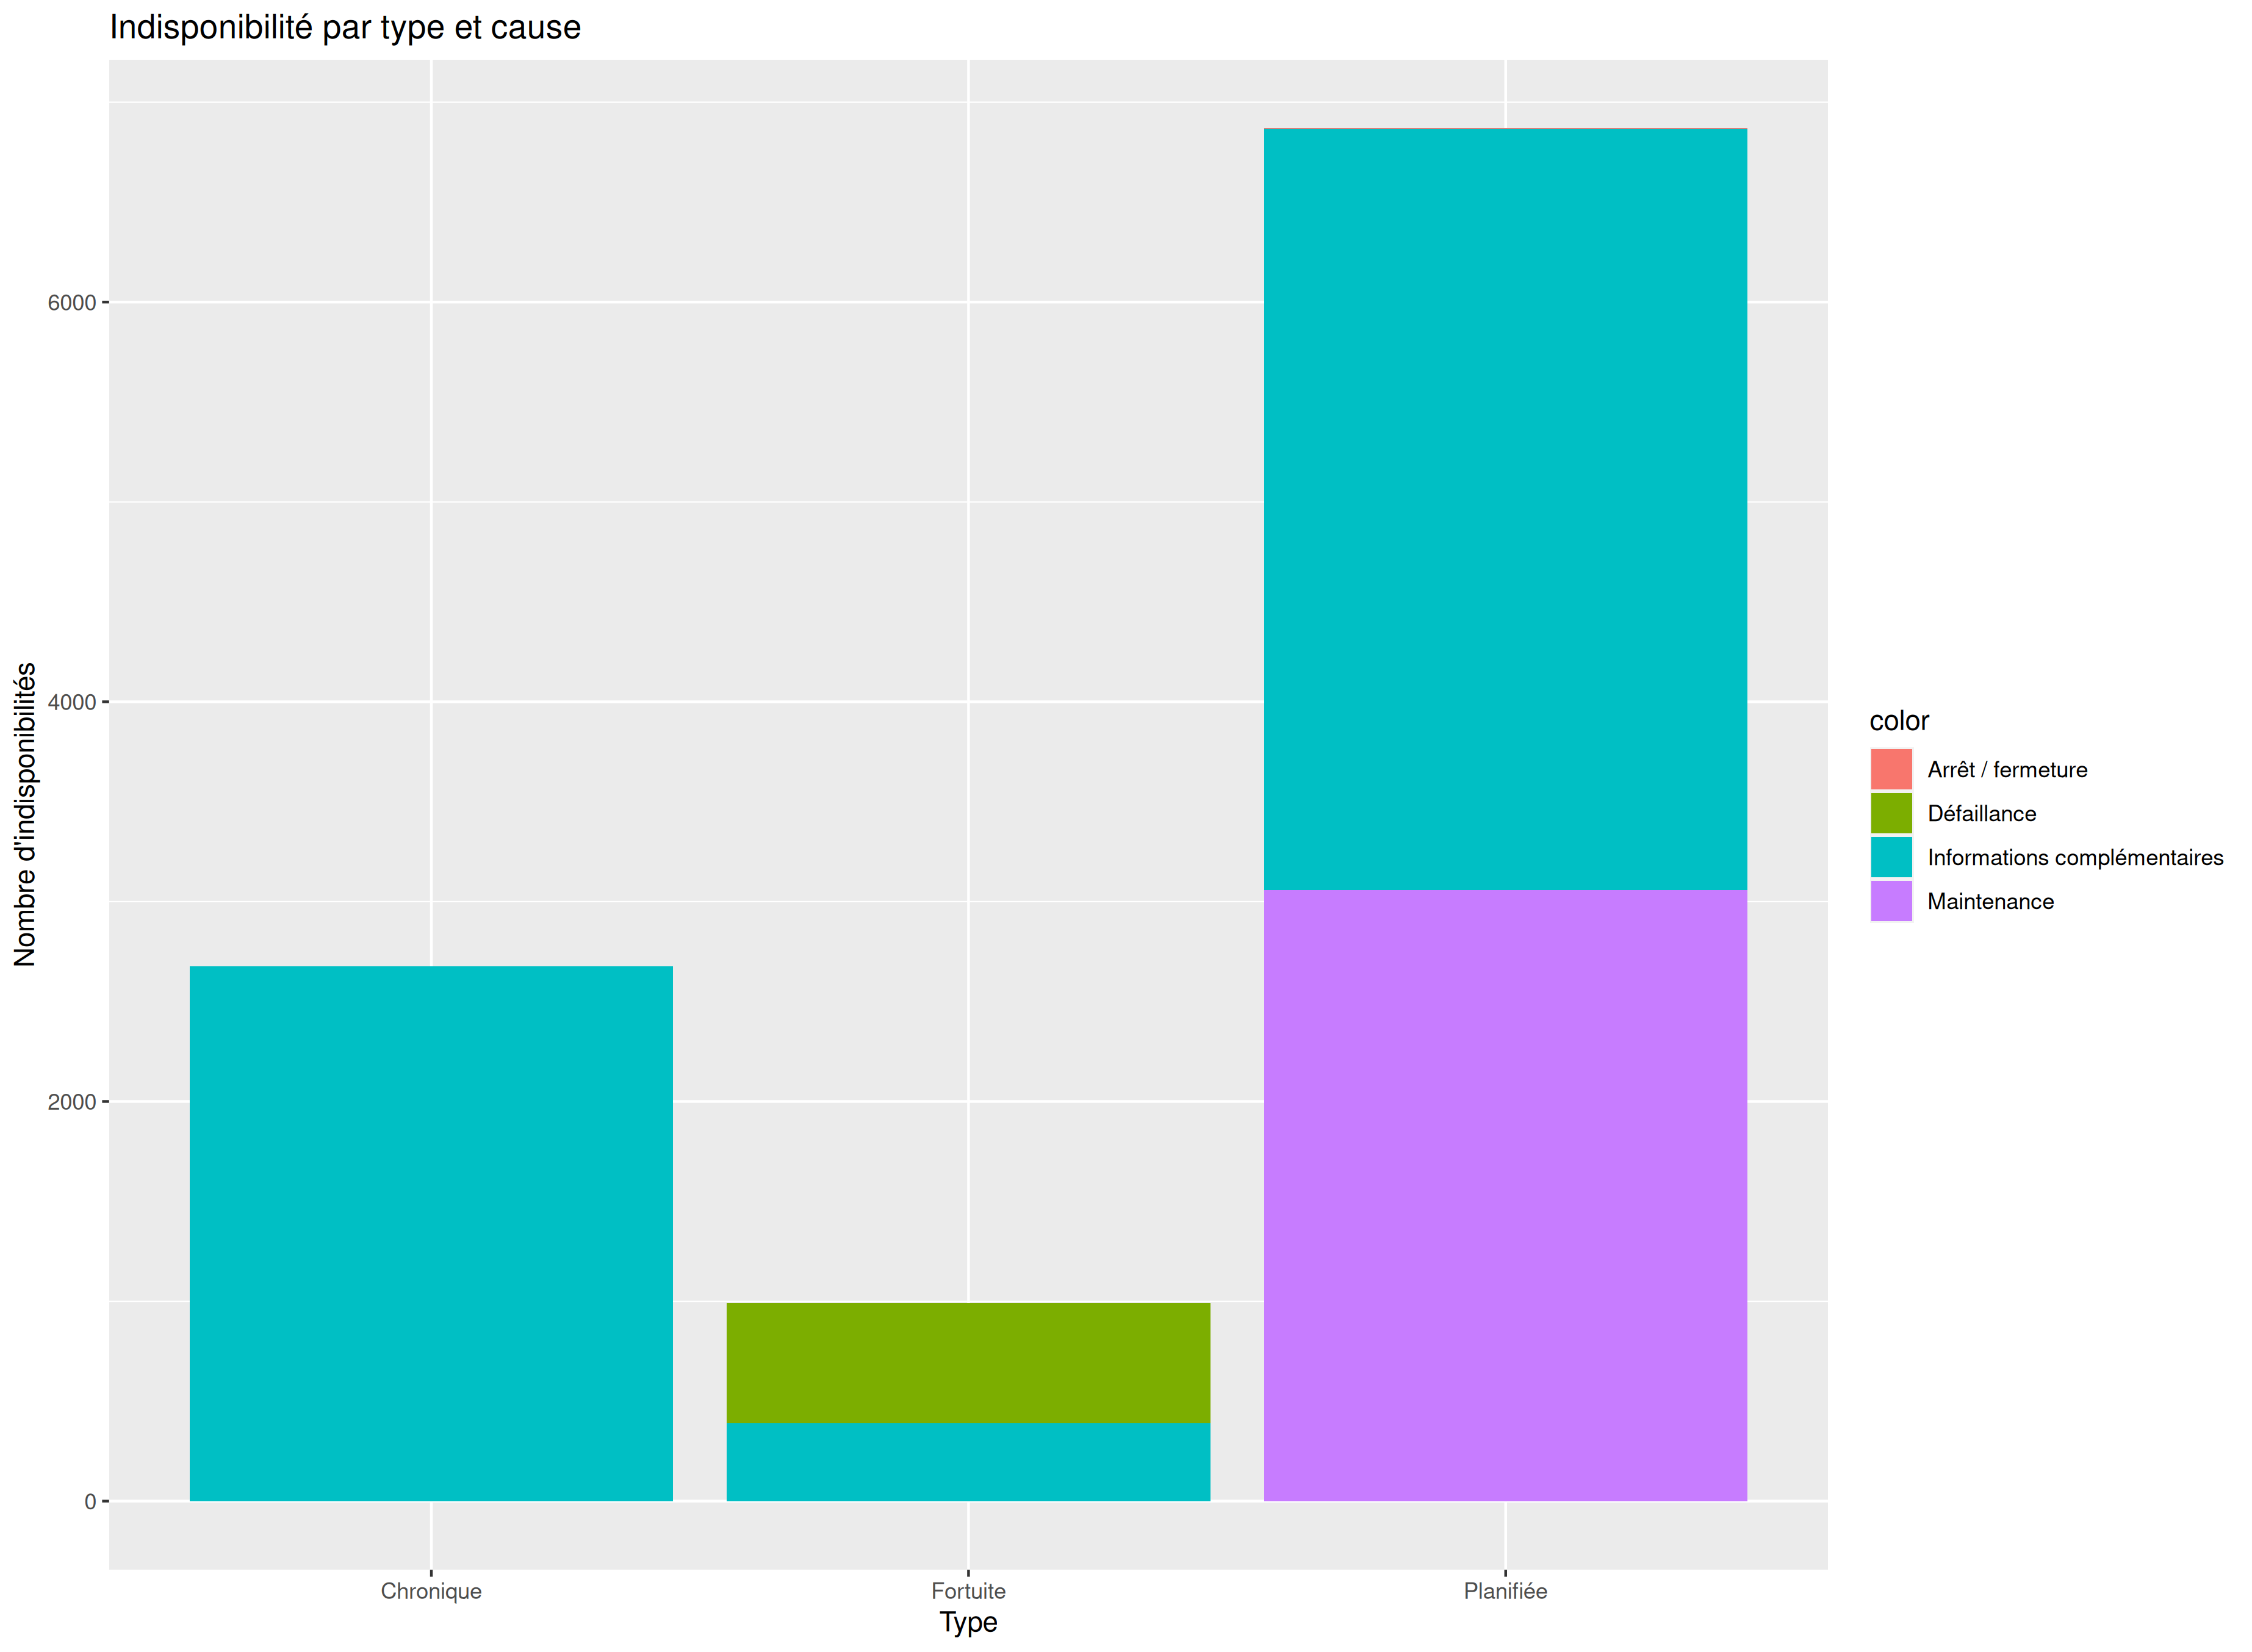 Indisponibilité par type et cause
Nombre d'indisponibilités
6000
4000
2000
0
Chronique
Fortuite
Planifiée
Type
color
Arrêt / fermeture
Défaillance
Informations complémentaires
Maintenance